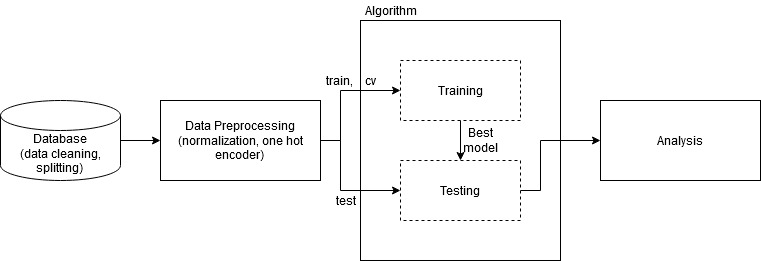 Algorithm
train, cv
Training
Data Preprocessing
(normalization, one hot
encoder)
Database
(data cleaning,
splitting)
Best
model
Analysis
Testing
test